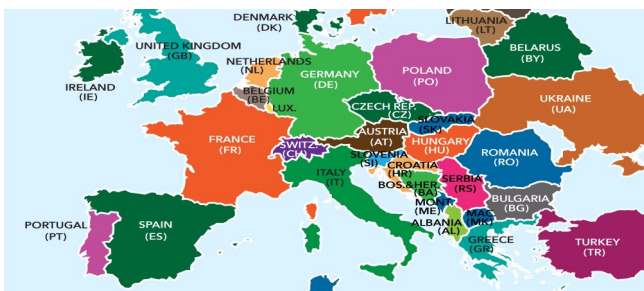 DENMARK
(DK)
LITHUANIA
(LT)
BELARUS
(BY)
UNITED KINGDOM
(GB)
IRELAND
(IE)
NETHERLANDS
(NL)
BELGIUM
(BE)
LUX.
GERMANY
(DE)
POLAND
(PO)
UKRAINE
(UA)
CZECH REP.
(CZ)
SLOVAKIA
(SK)
FRANCE
(FR)
SWITZ.
(CH)
AUSTRIA
(AT)
HUNGARY
(HU)
ROMANIA
(RO)
SLOVENIA
(SI)
CROATIA
(HR)
ITALY
(IT)
BOS.&HER.
(BA)
SERBIA
(RS)
MONT.
(ME)
BULGARIA
(BG)
MAC.
(MK)
ALBANIA
(AL)
GREECE
(GR)
TURKEY
(TR)
PORTUGAL
(PT)
SPAIN
(ES)